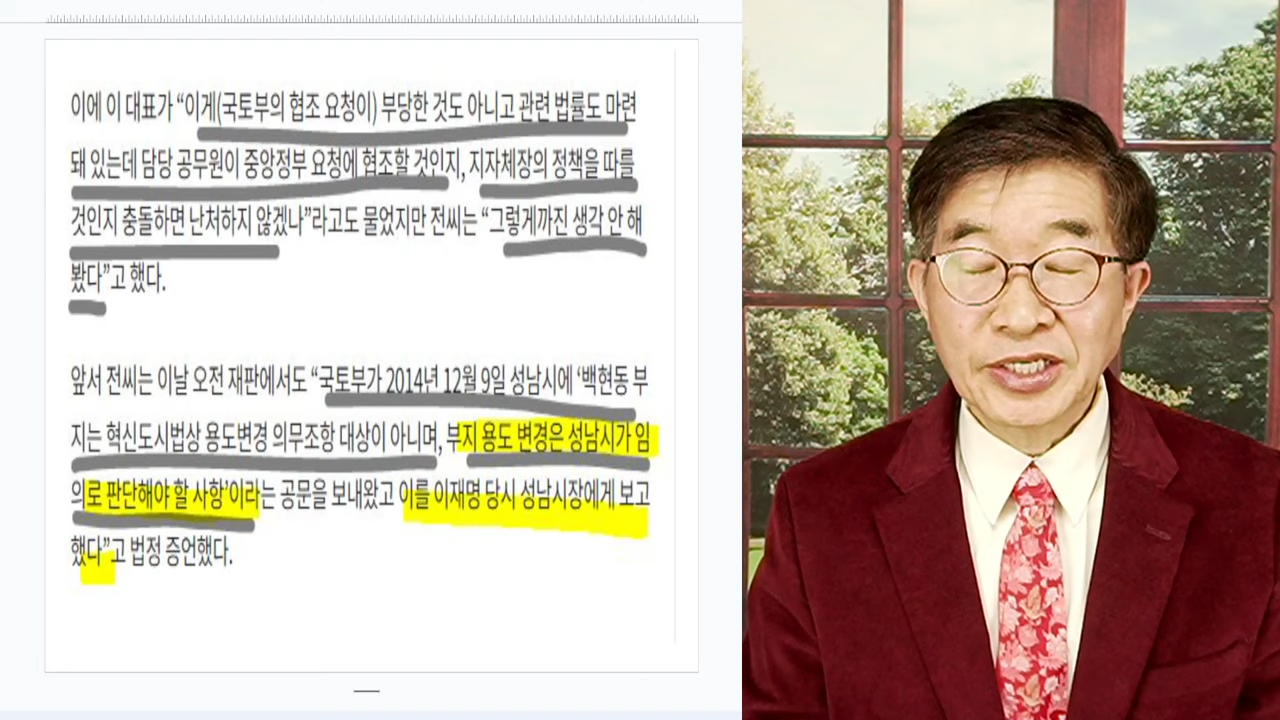 이에 이 대표가 “이게(국토부의 협조 요청이) 부당한 것도 아니고 관련 법률도 마련
돼 있는데 담당 공무원이 중앙정부 요청에 협조할 것인지, 지자체장의 정책을 따를
것인지 충돌하면 난처하지 않겠나”라고도 물었지만 전씨는 “그렇게까진 생각 안 해
봤다”고 했다.
앞서 전씨는 이날 오전 재판에서도 “국토부가 2014년 12월 9일 성남시에 ‘백현동 부
지는 혁신도시법상 용도변경 의무조항 대상이 아니며, 부지 용도 변경은 성남시가 임
의로 판단해야 할 사항’이라는 공문을 보내왔고 이를 이재명 당시 성남시장에게 보고
했다”고 법정 증언했다.